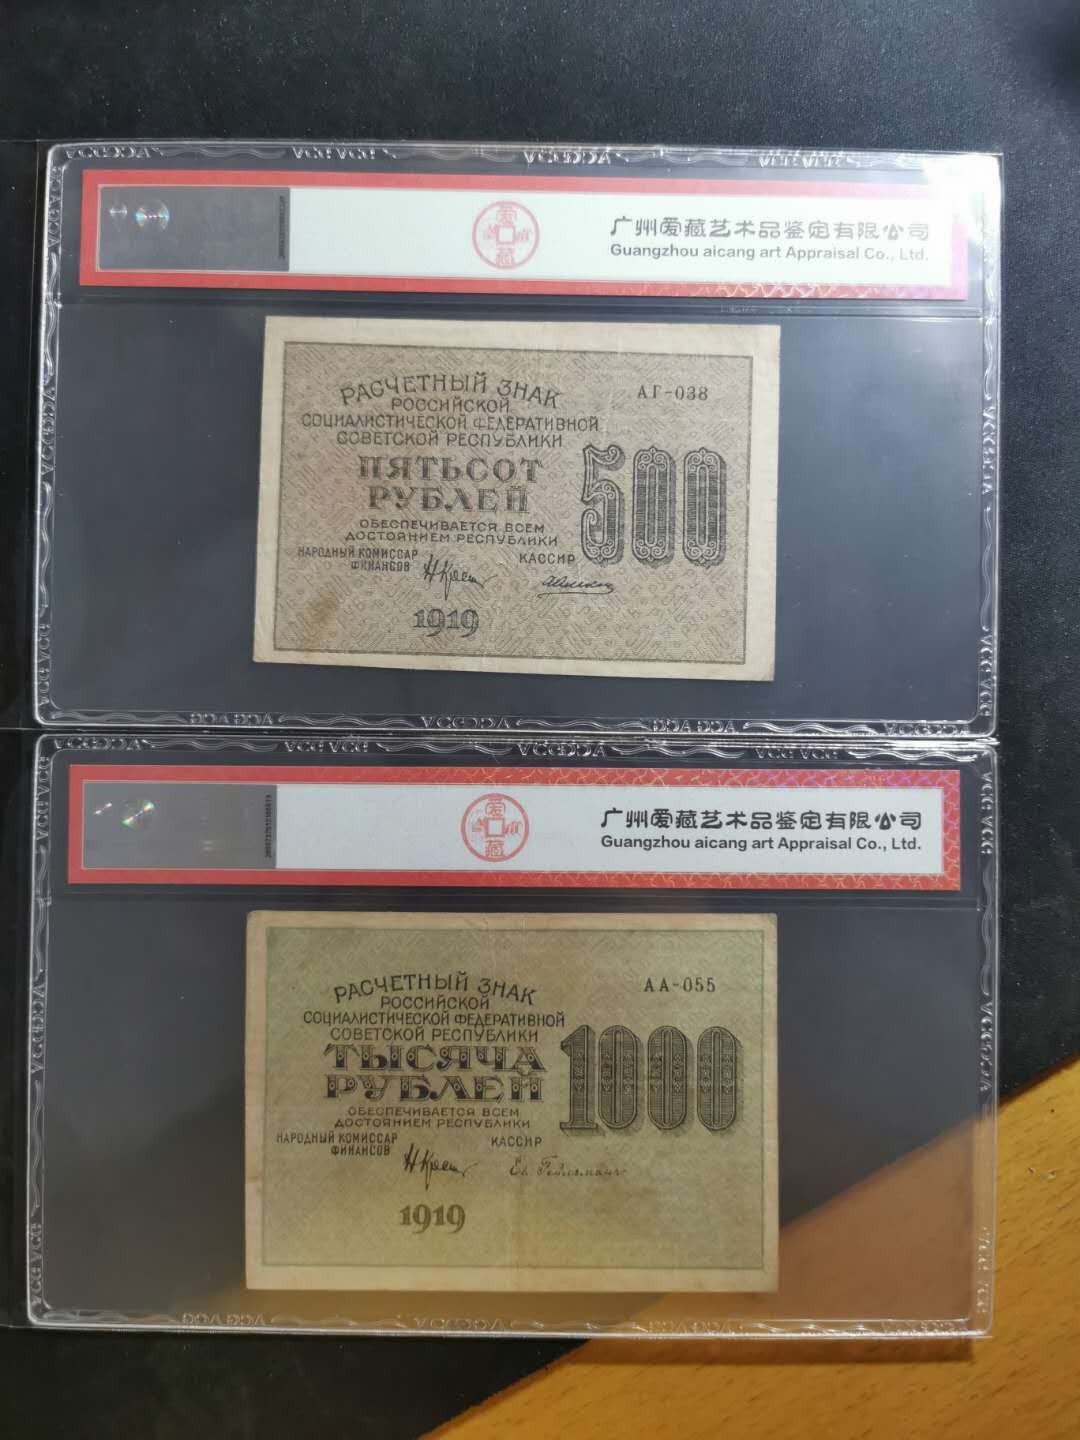 爱
藏
广州爱藏艺术品鉴定有限公司
Guangzhou aicang art Appraisal Co., Ltd.
РАСЧЕТНЫЙ ЗНАК
АГ-038
РОССИЙСКОЙ
СОЦИАЛИСТИЧЕСКОЙ ФЕДЕРАТИВНОЙ
СОВЕТСКОЙ РЕСПУБЛИКИ
ПЯТЬСОТ
РУБЛЕЙ
500
ОБЕСПЕЧИВАЕТСЯ ВСЕМ
ДОСТОЯНИЕМ РЕСПУБЛИКИ
НАРОДНЫЙ КОМИССАР
ФИНАНСОВ
КАССИР
1919
爱
藏
广州爱藏艺术品鉴定有限公司
Guangzhou aicang art Appraisal Co., Ltd.
РАСЧЕТНЫЙ ЗНАК
АА-055
РОССИЙСКОЙ
СОЦИАЛИСТИЧЕСКОЙ ФЕДЕРАТИВНОЙ
СОВЕТСКОЙ РЕСПУБЛИКИ
ТЫСЯЧА
РУБЛЕЙ
1000
ОБЕСПЕЧИВАЕТСЯ ВСЕМ
ДОСТОЯНИЕМ РЕСПУБЛИКИ
НАРОДНЫЙ КОМИССАР
ФИНАНСОВ
КАССИР
1919